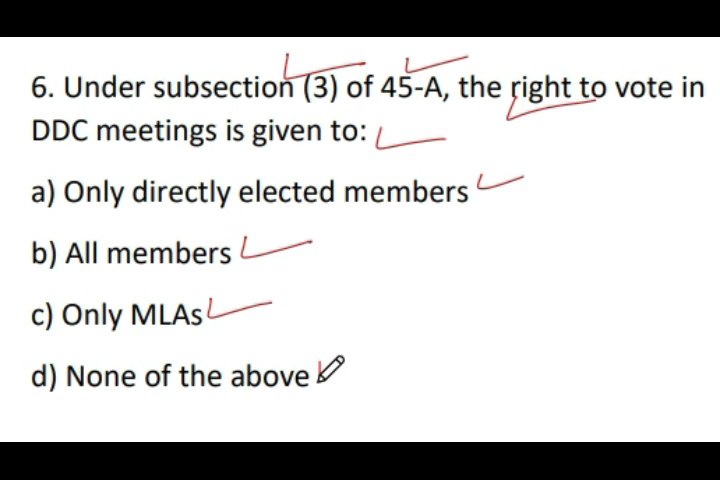 6. Under subsection (3) of 45-A, the right to vote in
DDC meetings is given to:
a) Only directly elected members
b) All members
c) Only MLAs
d) None of the above